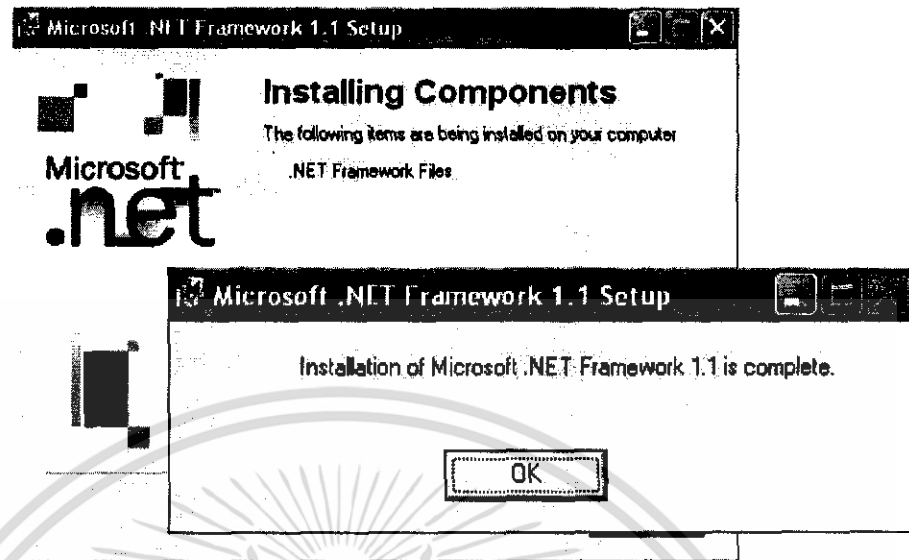 Microsoft .NET Framework 1.1 Setup
Installing Components
The following items are being installed on your computer
.NET Framework Files
Microsoft
.net
Microsoft .NET Framework 1.1 Setup
Installation of Microsoft .NET Framework 1.1 is complete.
OK